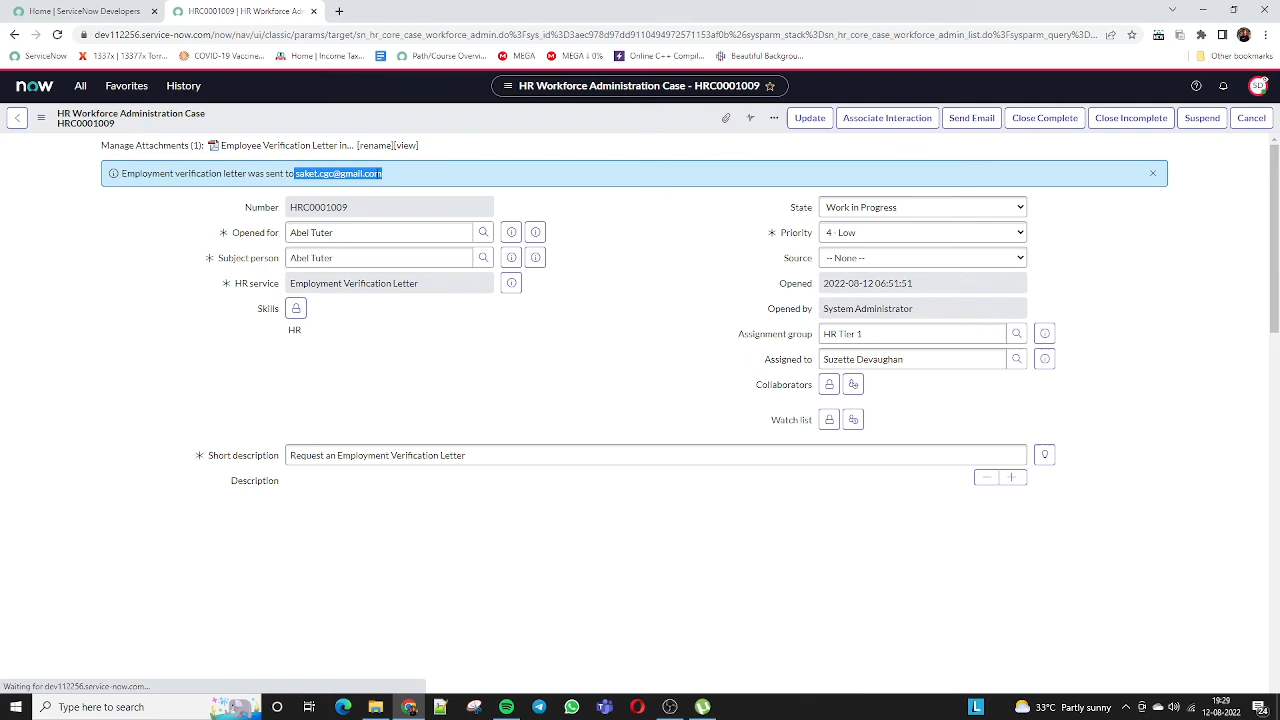 Home | ServiceNow Developers
HRC0001009 | HR Workforce Admi
dev112256.service-now.com/now/nav/ui/classic/params/target/sn_hr_core_case_workforce_admin.do%3Fsys_id%3D3aec978d97dd9110494972571153af0b%26sysparm_stack%3Dsn_hr_core_case_workforce_admin_list.do%3Fsysparm_query%3D...
ServiceNow
1337x | 13377x Torr...
COVID-19 Vaccine...
Home | Income Tax...
Path/Course Overvi...
MEGA
MEGA ↓ 0%
Online C++ Compil...
Beautiful Backgrou...
Other bookmarks
now All Favorites History
HR Workforce Administration Case - HRC0001009
SD
HR Workforce Administration Case
HRC0001009
Update
Associate Interaction
Send Email
Close Complete
Close Incomplete
Suspend
Cancel
Manage Attachments (1): Employee Verification Letter in... [rename][view]
Employment verification letter was sent to saket.cgc@gmail.com
Number HRC0001009
Opened for Abel Tuter
Subject person Abel Tuter
HR service Employment Verification Letter
Skills
HR
State Work in Progress
Priority 4 - Low
Source -- None --
Opened 2022-08-12 06:51:51
Opened by System Administrator
Assignment group HR Tier 1
Assigned to Suzette Devaughan
Collaborators
Watch list
Short description Request an Employment Verification Letter
Description
Waiting for dev112256.service-now.com...
Type here to search
L
33°C Partly sunny
19:29
12-08-2022